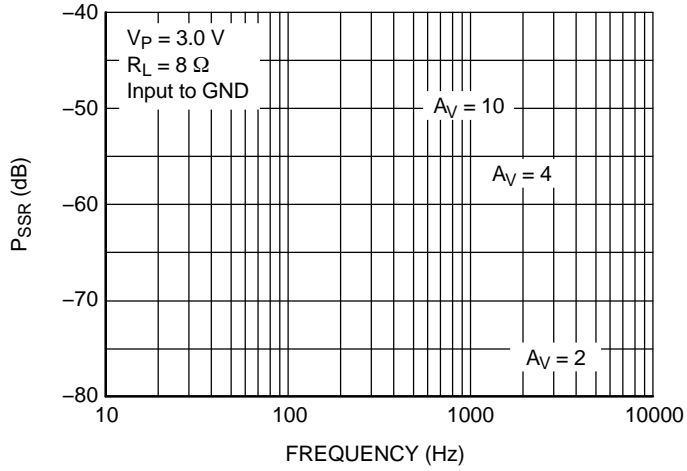 –40
V_P = 3.0 V
R_L = 8 Ω
Input to GND
–50
A_V = 10
A_V = 4
P_SSR (dB)
–60
–70
A_V = 2
–80
10
100
1000
10000
FREQUENCY (Hz)